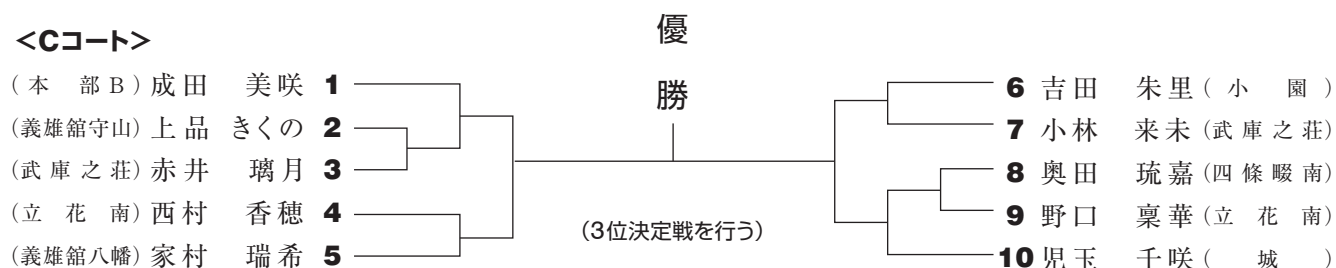 <Cコート>
優
勝
(本部B) 成田 美咲 1
(義雄舘守山) 上品 きくの 2
(武庫之荘) 赤井 璃月 3
(立花南) 西村 香穂 4
(義雄舘八幡) 家村 瑞希 5
(3位決定戦を行う)
6 吉田 朱里 (小園)
7 小林 来未 (武庫之荘)
8 奥田 琉嘉 (四條畷南)
9 野口 稟華 (立花南)
10 児玉 千咲 (城)